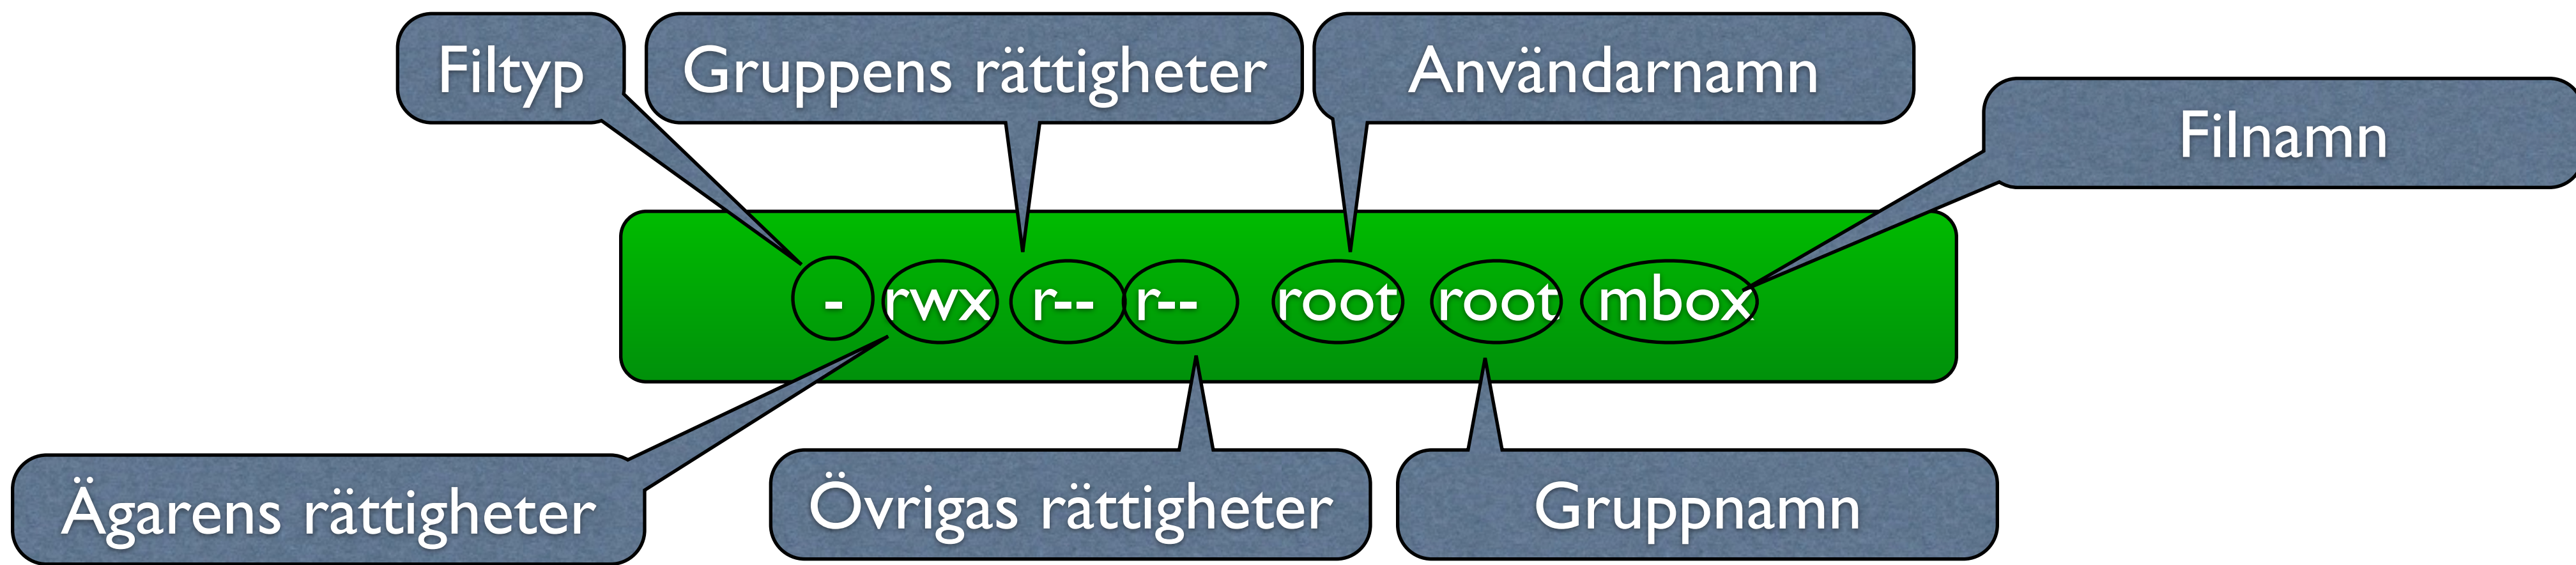 Filtyp
Gruppens rättigheter
Användarnamn
Filnamn
- rwx r-- r-- root root mbox
Ägarens rättigheter
Övrigas rättigheter
Gruppnamn